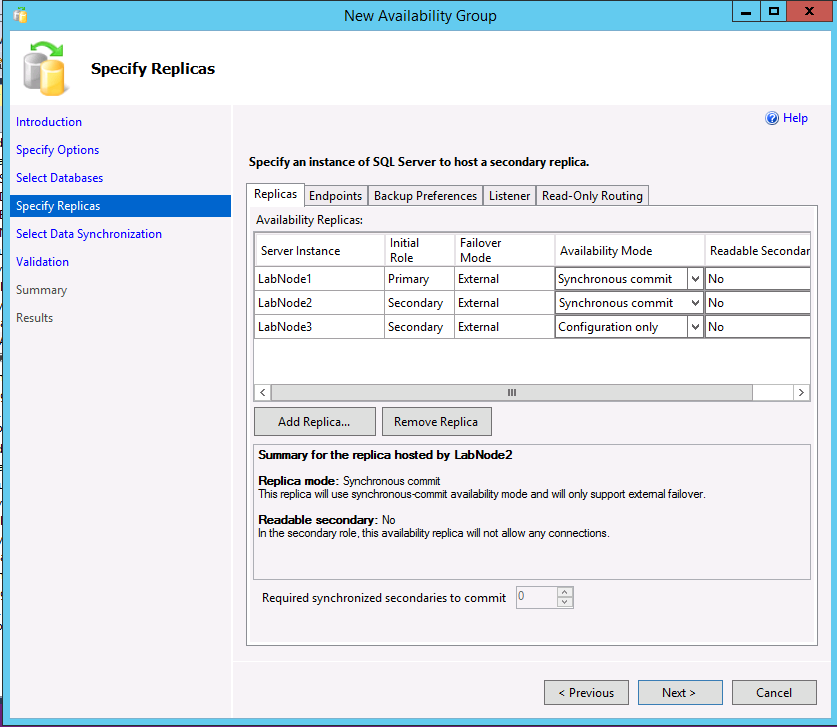 New Availability Group
Specify Replicas
Introduction
Specify Options
Select Databases
Specify Replicas
Select Data Synchronization
Validation
Summary
Results
Help
Specify an instance of SQL Server to host a secondary replica.
Replicas Endpoints Backup Preferences Listener Read-Only Routing
Availability Replicas:
Server Instance Initial Role Failover Mode Availability Mode Readable Secondar
LabNode1 Primary External Synchronous commit No
LabNode2 Secondary External Synchronous commit No
LabNode3 Secondary External Configuration only No
Add Replica... Remove Replica
Summary for the replica hosted by LabNode2
Replica mode: Synchronous commit
This replica will use synchronous-commit availability mode and will only support external failover.
Readable secondary: No
In the secondary role, this availability replica will not allow any connections.
Required synchronized secondaries to commit 0
< Previous Next > Cancel